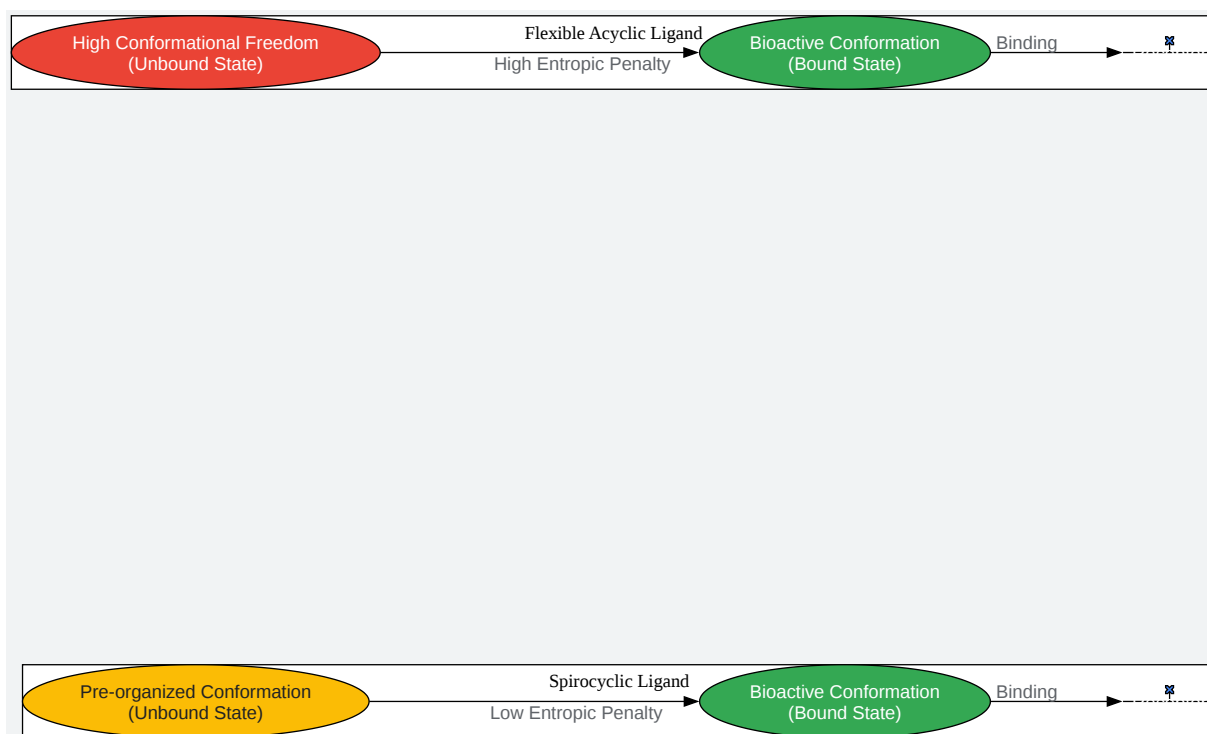 Flexible Acyclic Ligand
High Conformational Freedom
(Unbound State)
High Entropic Penalty
Bioactive Conformation
(Bound State)
Binding
Spirocyclic Ligand
Pre-organized Conformation
(Unbound State)
Low Entropic Penalty
Bioactive Conformation
(Bound State)
Binding